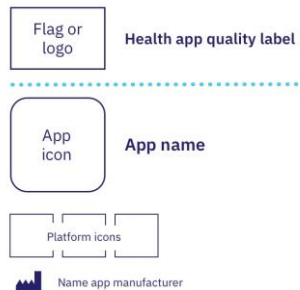 Flag or
logo
Health app quality label
App
icon
App name
Platform icons
Name app manufacturer